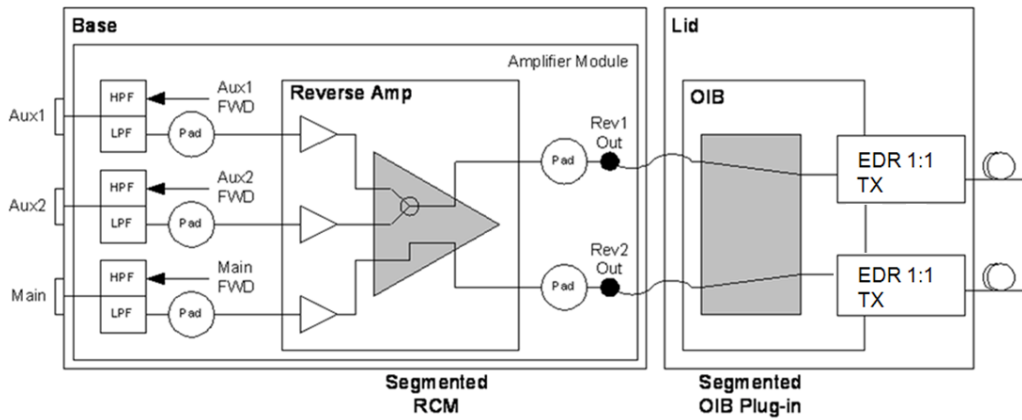 Base
Lid
Amplifier Module
Reverse Amp
OIB
Aux1
HPF
LPF
Aux1
FWD
Pad
Aux2
HPF
LPF
Aux2
FWD
Pad
Main
HPF
LPF
Main
FWD
Pad
Pad
Rev1
Out
Pad
Rev2
Out
EDR 1:1
TX
EDR 1:1
TX
Segmented
RCM
Segmented
OIB Plug-in